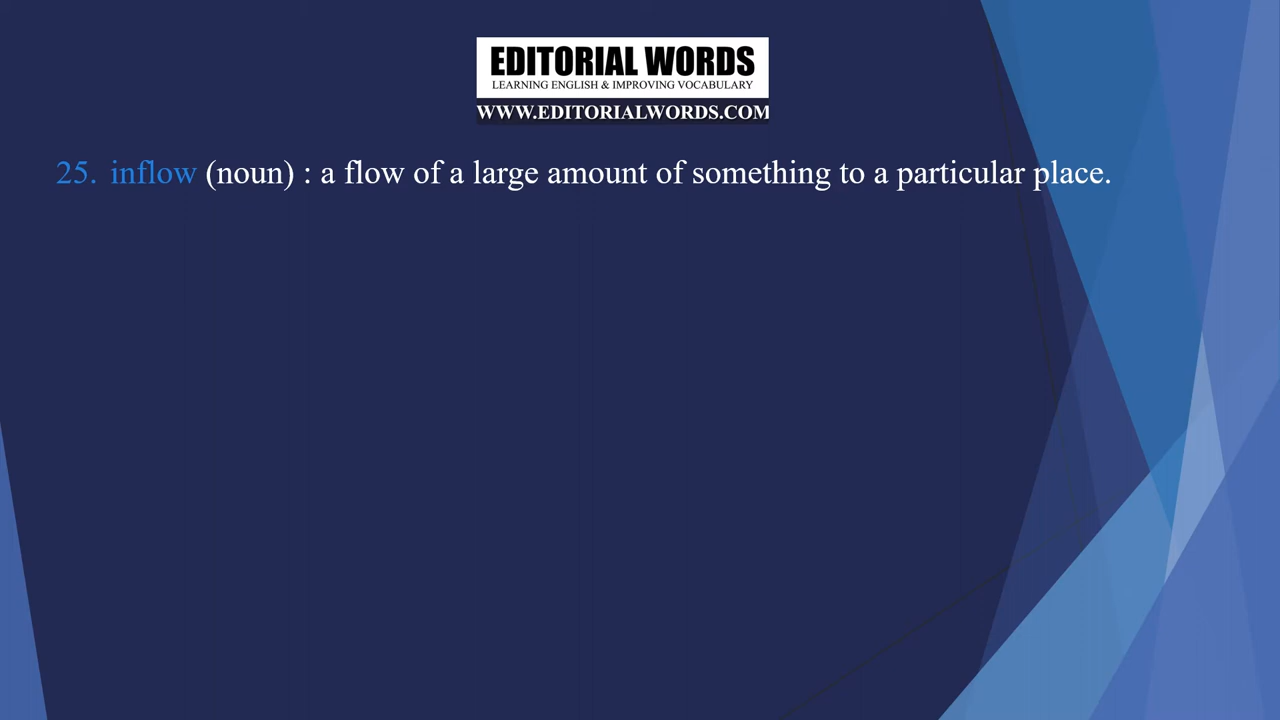 EDITORIAL WORDS
LEARNING ENGLISH & IMPROVING VOCABULARY
WWW.EDITORIALWORDS.COM
25. inflow (noun) : a flow of a large amount of something to a particular place.